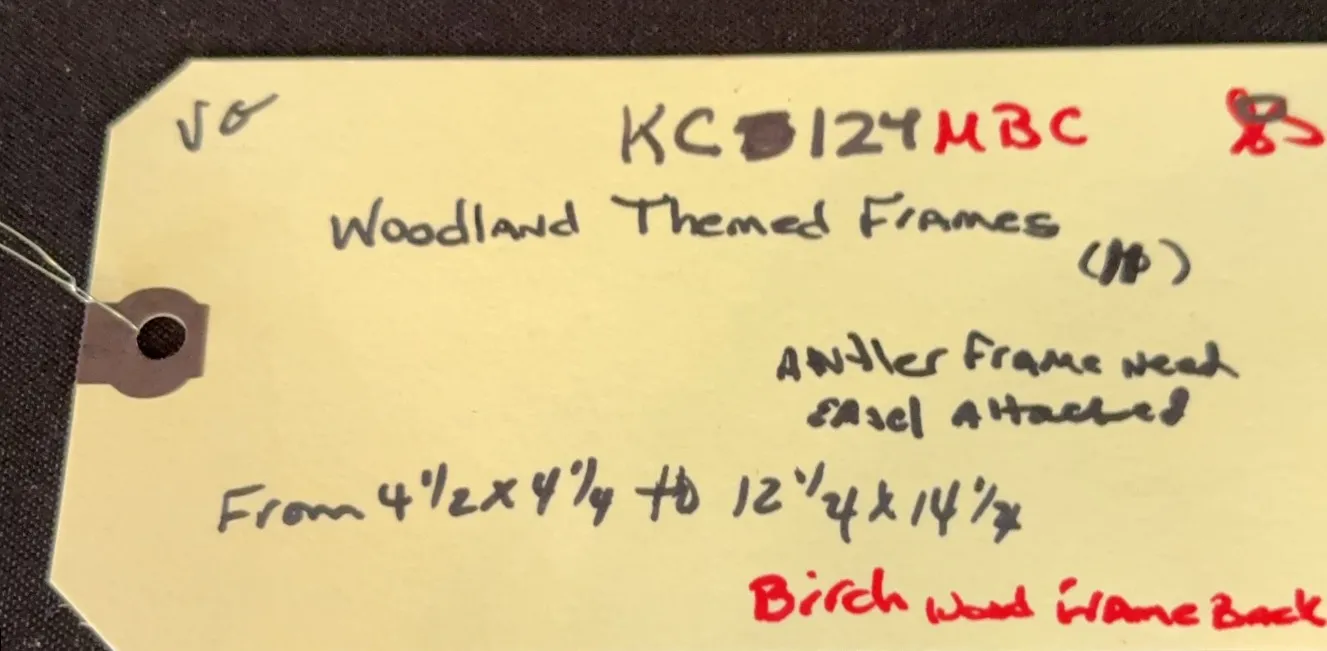 KC 124 MBC
Woodland Themed Frames
Antler Frame Need
Easel Attached
From 4 1/2 x 4 1/4 to 12 1/4 x 14 1/4
Birch Wood Frame Back